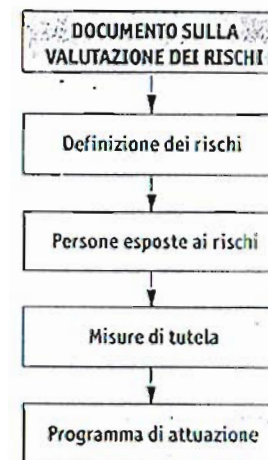 DOCUMENTO SULLA
VALUTAZIONE DEI RISCHI
Definizione dei rischi
Persone esposte ai rischi
Misure di tutela
Programma di attuazione